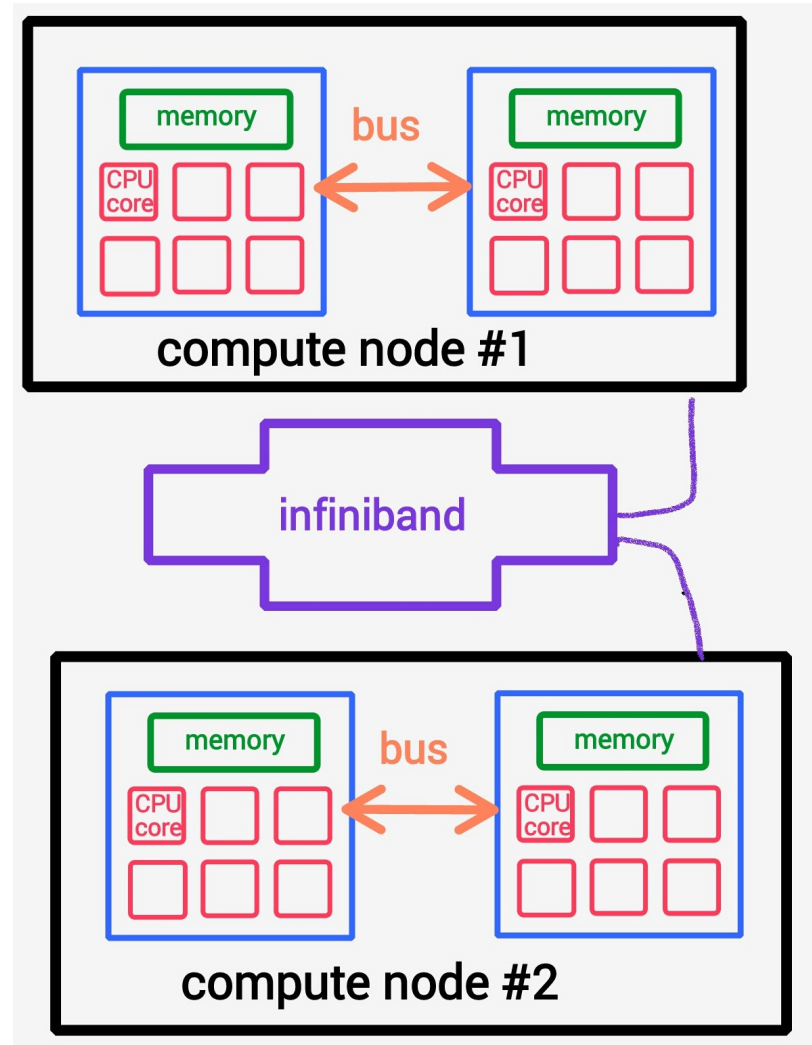 memory
bus
memory
CPU
core
CPU
core
compute node #1
infiniband
memory
bus
memory
CPU
core
CPU
core
compute node #2